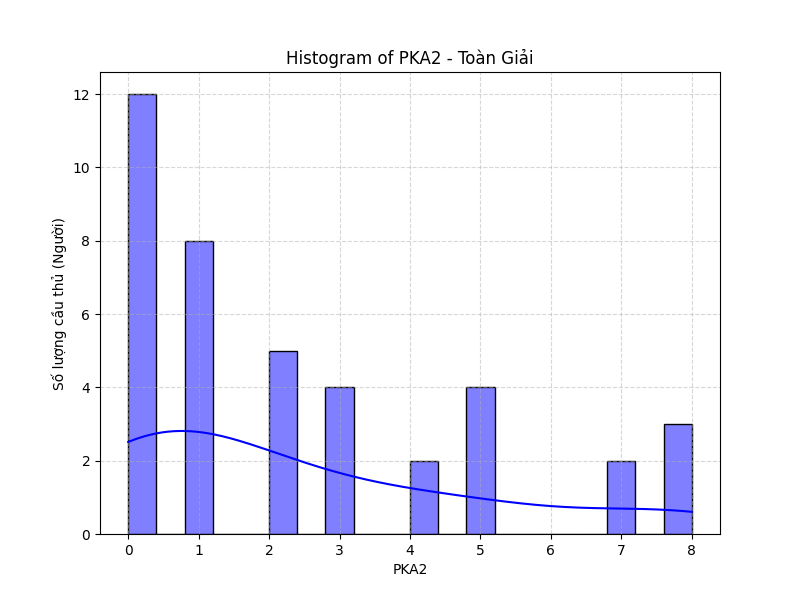 Histogram of PKA2 - Toàn Giải
Số lượng cầu thủ (Người)
12
10
8
6
4
2
0
0 1 2 3 4 5 6 7 8
PKA2